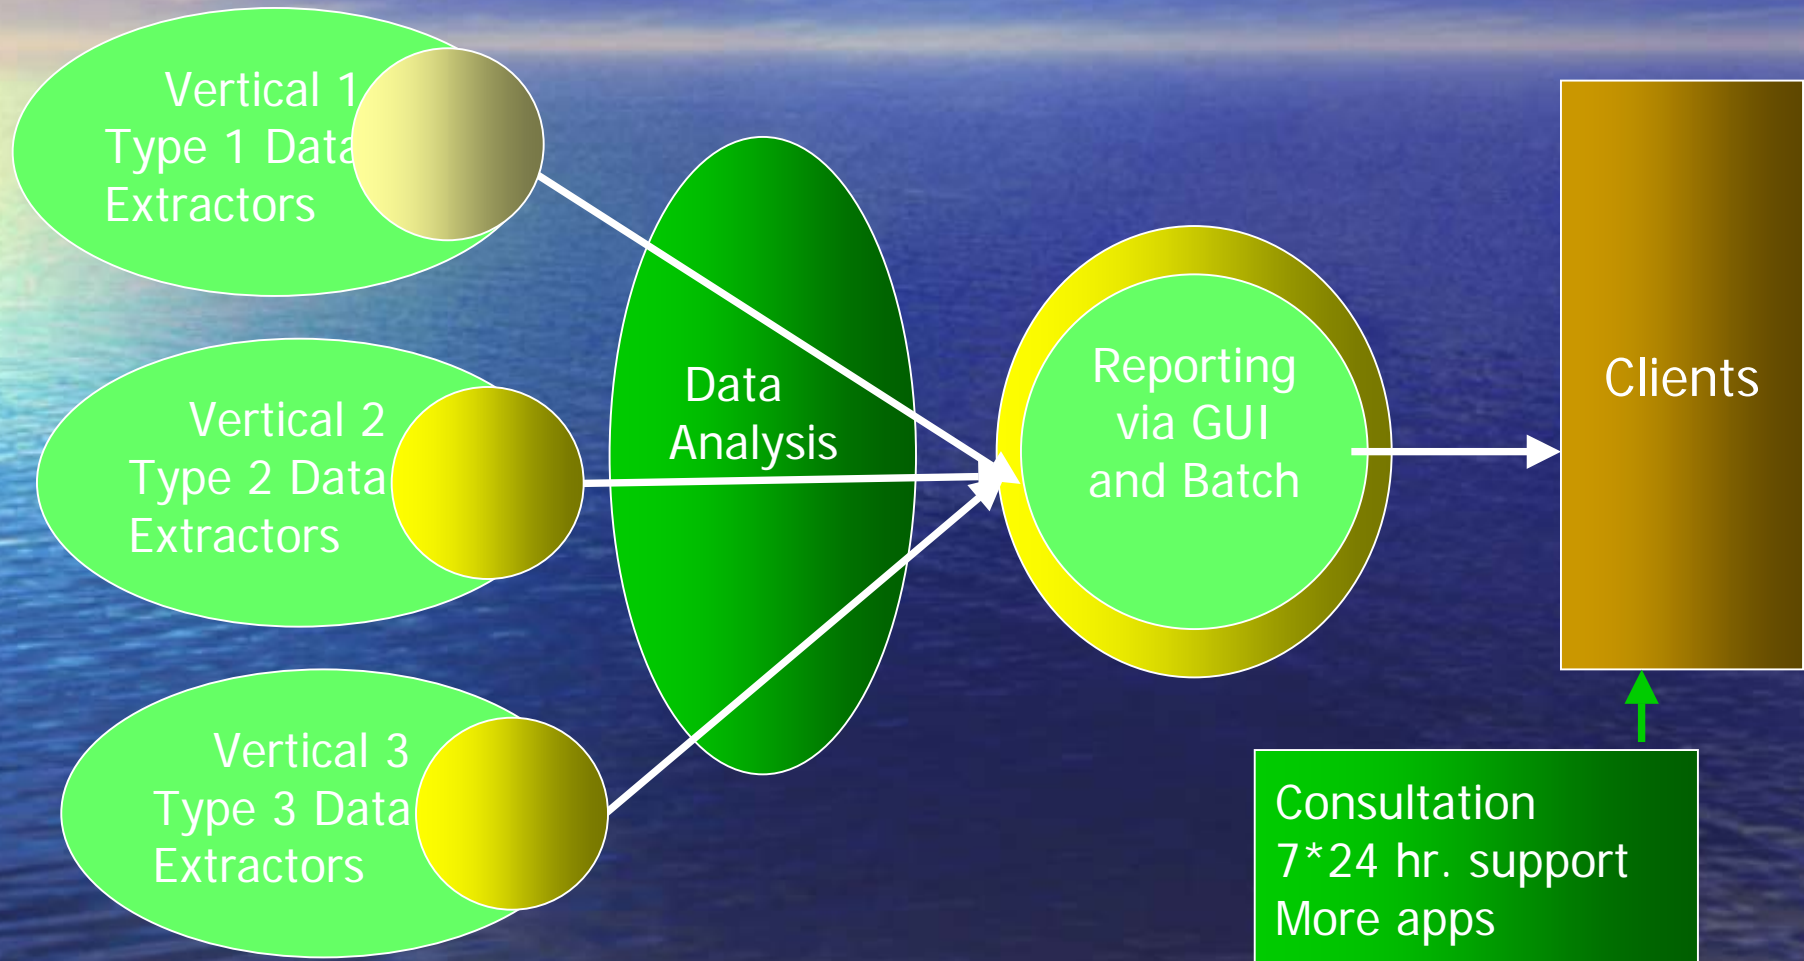 Vertical 1
Type 1 Data
Extractors
Vertical 2
Type 2 Data
Extractors
Vertical 3
Type 3 Data
Extractors
Data
Analysis
Reporting
via GUI
and Batch
Clients
Consultation
7*24 hr. support
More apps